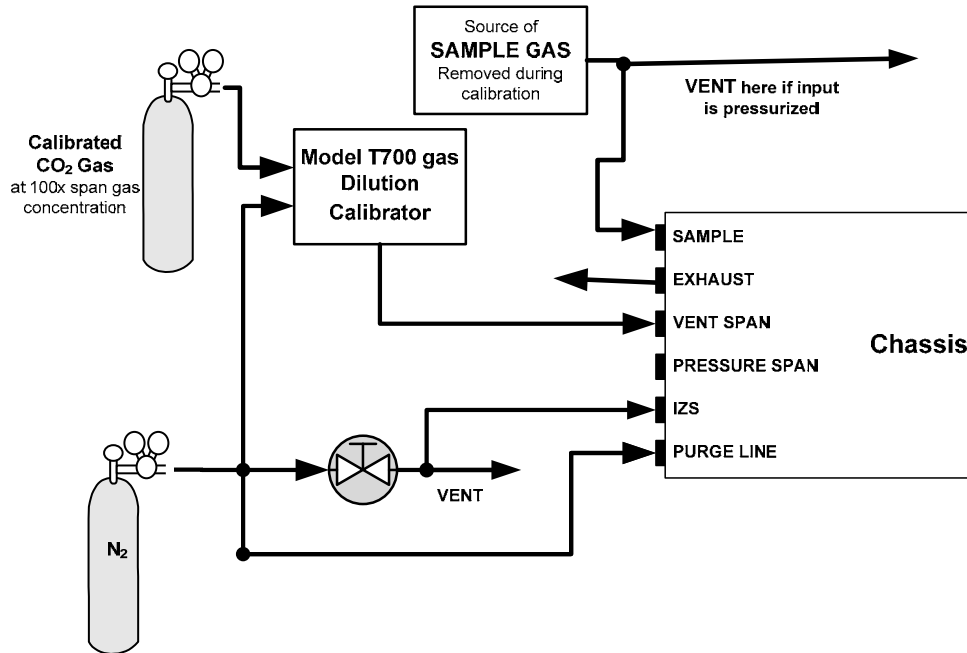 Source of
SAMPLE GAS
Removed during
calibration
VENT here if input
is pressurized
Calibrated
CO₂ Gas
at 100x span gas
concentration
Model T700 gas
Dilution
Calibrator
SAMPLE
EXHAUST
VENT SPAN
PRESSURE SPAN
IZS
PURGE LINE
Chassis
VENT
N₂